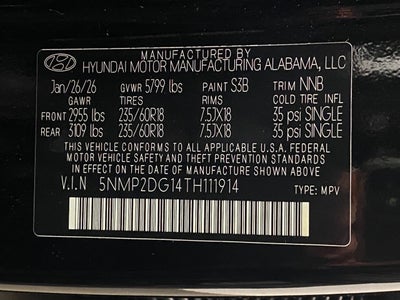 MANUFACTURED BY
HYUNDAI MOTOR MANUFACTURING ALABAMA, LLC
Jan/26/26 GVWR 5799 lbs PAINT S3B TRIM NNB
GAWR TIRES RIMS COLD TIRE INFL
FRONT 2955 lbs 235/60R18 7.5JX18 35 psi SINGLE
GAWR TIRES RIMS
REAR 3109 lbs 235/60R18 7.5JX18 35 psi SINGLE
THIS VEHICLE CONFORMS TO ALL APPLICABLE U.S.A. FEDERAL
MOTOR VEHICLE SAFETY AND THEFT PREVENTION STANDARDS
IN EFFECT ON THE DATE OF MANUFACTURE SHOWN ABOVE.
V.I.N 5NMP2DG14TH111914 TYPE: MPV